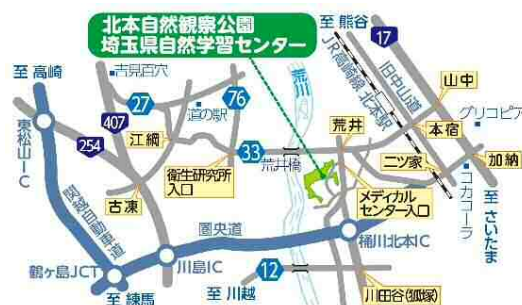 北本自然観察公園
埼玉県自然学習センター
至 熊谷
17
至 高崎
吉見百穴
荒川
JR高崎線 北本駅
旧中山道
山中
27
76
道の駅
グリコピア
東松山IC
407
江綱
荒井
本宿
254
衛生研究所
入口
33
荒井橋
二ツ家
加納
古凍
メディカル
センター入口
コカコーラ
至 さいたま
関越自動車道
圏央道
桶川北本IC
鶴ヶ島JCT
川島IC
12
川田谷(狐塚)
至 練馬
至 川越